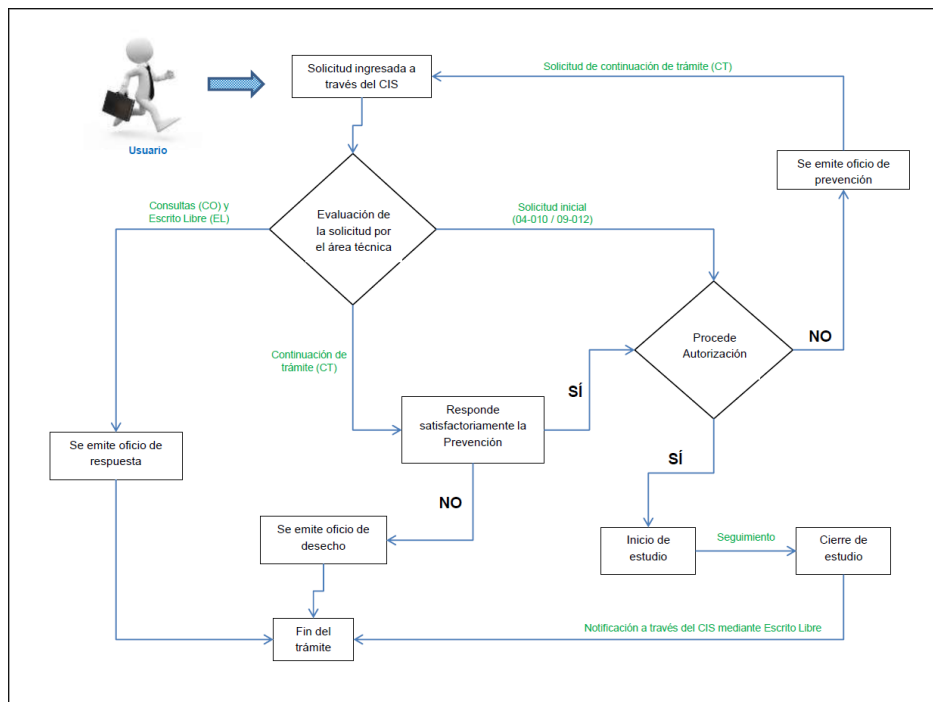 Solicitud ingresada a
través del CIS
Solicitud de continuación de trámite (CT)
Usuario
Se emite oficio de
prevención
Consultas (CO) y
Escrito Libre (EL)
Evaluación de
la solicitud por
el área técnica
Solicitud inicial
(04-010 / 09-012)
Procede
Autorización
NO
Continuación de
trámite (CT)
SÍ
Responde
satisfactoriamente la
Prevención
Se emite oficio de
respuesta
SÍ
NO
Se emite oficio de
desecho
Inicio de
estudio
Seguimiento
Cierre de
estudio
Fin del
trámite
Notificación a través del CIS mediante Escrito Libre